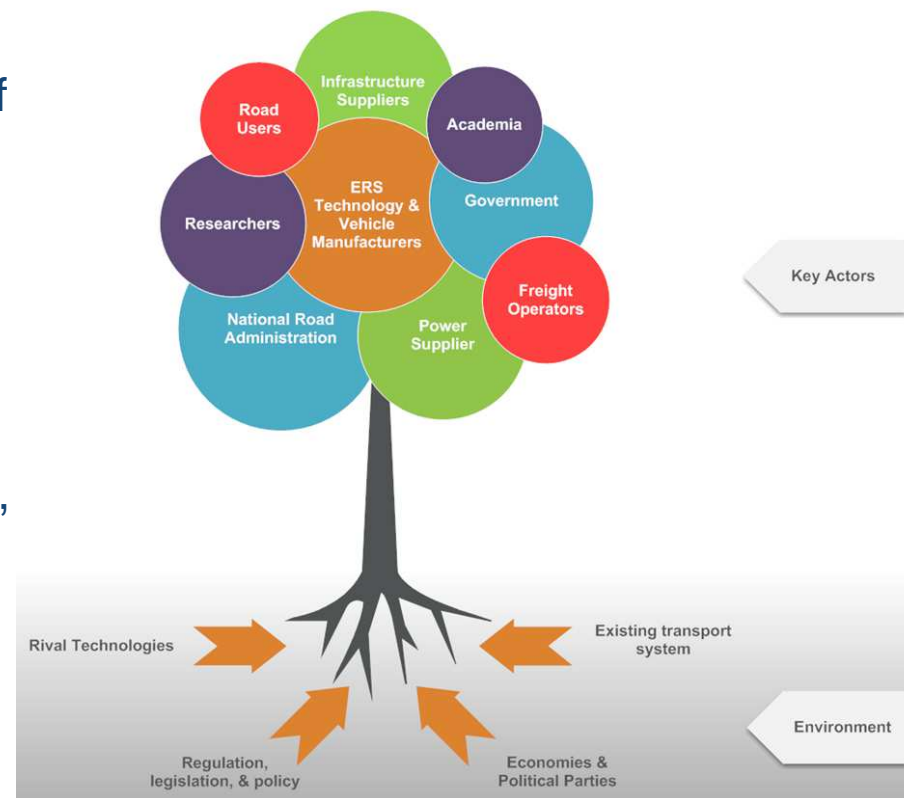 f
Infrastructure
Suppliers
Road
Users
Academia
ERS
Technology &
Vehicle
Manufacturers
Government
Researchers
Key Actors
Freight
Operators
National Road
Administration
Power
Supplier
,
Rival Technologies
Existing transport
system
Environment
Regulation,
legislation, & policy
Economies &
Political Parties